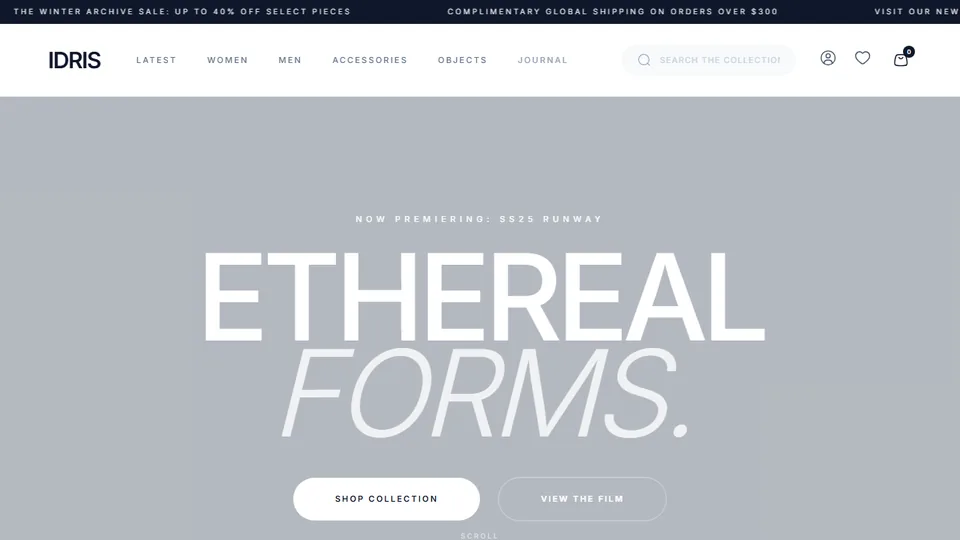 THE WINTER ARCHIVE SALE: UP TO 40% OFF SELECT PIECES
COMPLIMENTARY GLOBAL SHIPPING ON ORDERS OVER $300
VISIT OUR NEW
IDRIS
LATEST
WOMEN
MEN
ACCESSORIES
OBJECTS
JOURNAL
SEARCH THE COLLECTION
0
NOW PREMIERING: SS25 RUNWAY
ETHEREAL
FORMS.
SHOP COLLECTION
VIEW THE FILM
SCROLL